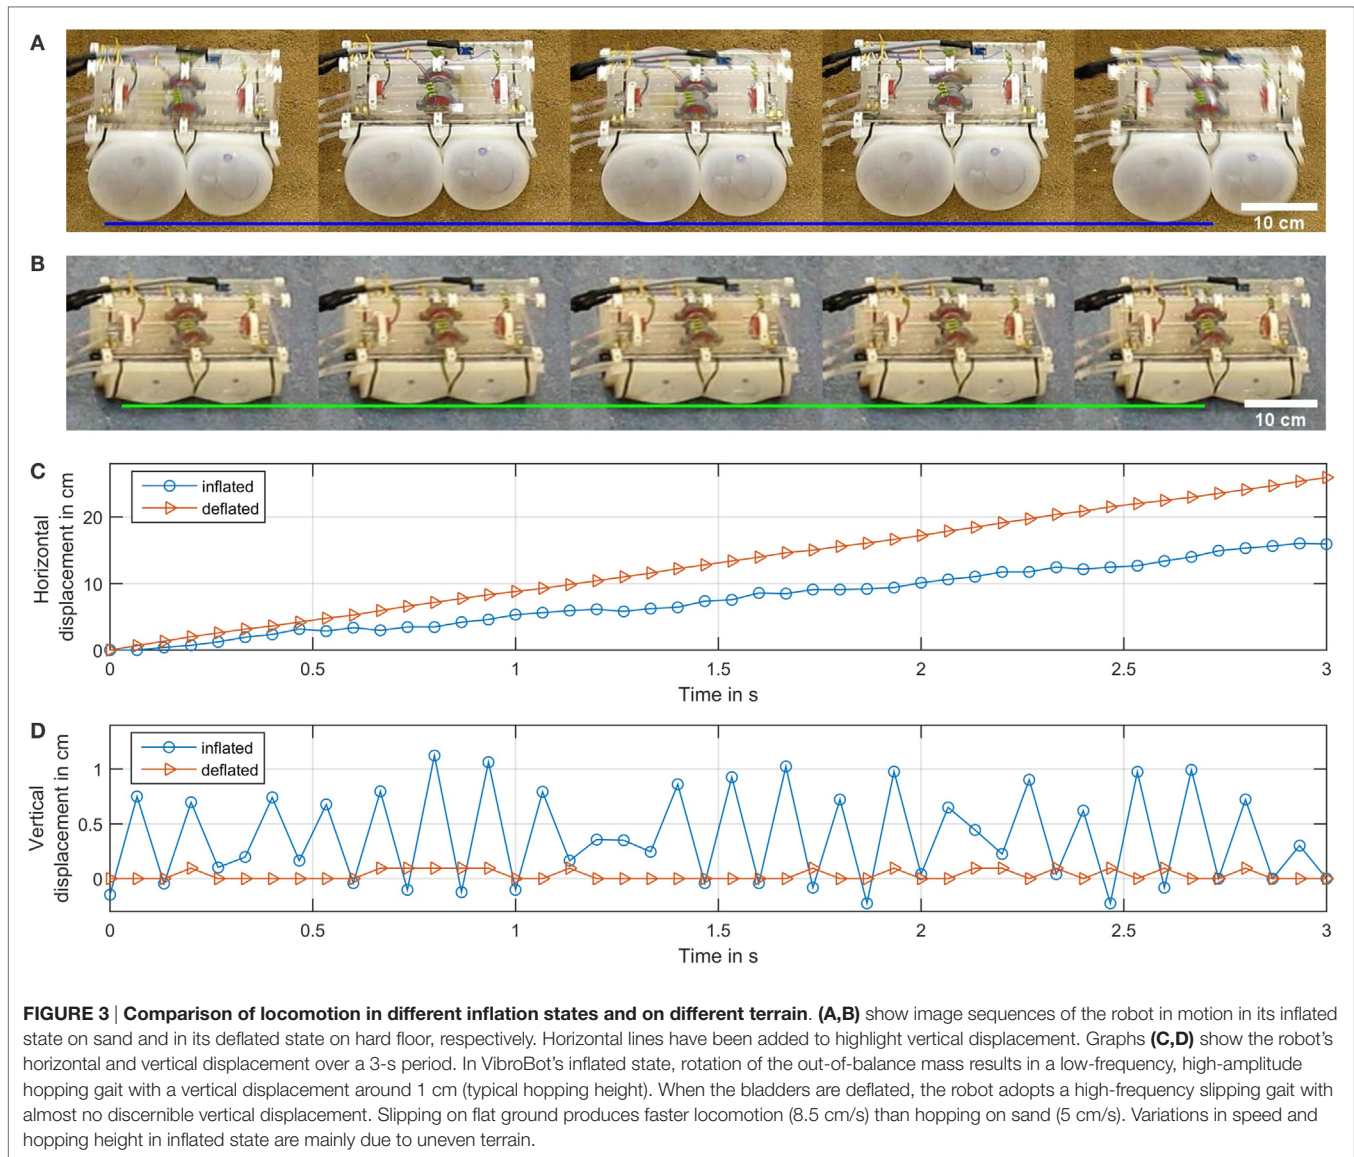 A
10 cm
B
10 cm
C
inflated
deflated
Horizontal
displacement in cm
20
10
0
0 0.5 1 1.5 2 2.5 3
Time in s
D
inflated
deflated
Vertical
displacement in cm
1
0.5
0
0 0.5 1 1.5 2 2.5 3
Time in s
FIGURE 3 | Comparison of locomotion in different inflation states and on different terrain. (A,B) show image sequences of the robot in motion in its inflated
state on sand and in its deflated state on hard floor, respectively. Horizontal lines have been added to highlight vertical displacement. Graphs (C,D) show the robot’s
horizontal and vertical displacement over a 3-s period. In VibroBot’s inflated state, rotation of the out-of-balance mass results in a low-frequency, high-amplitude
hopping gait with a vertical displacement around 1 cm (typical hopping height). When the bladders are deflated, the robot adopts a high-frequency slipping gait with
almost no discernible vertical displacement. Slipping on flat ground produces faster locomotion (8.5 cm/s) than hopping on sand (5 cm/s). Variations in speed and
hopping height in inflated state are mainly due to uneven terrain.